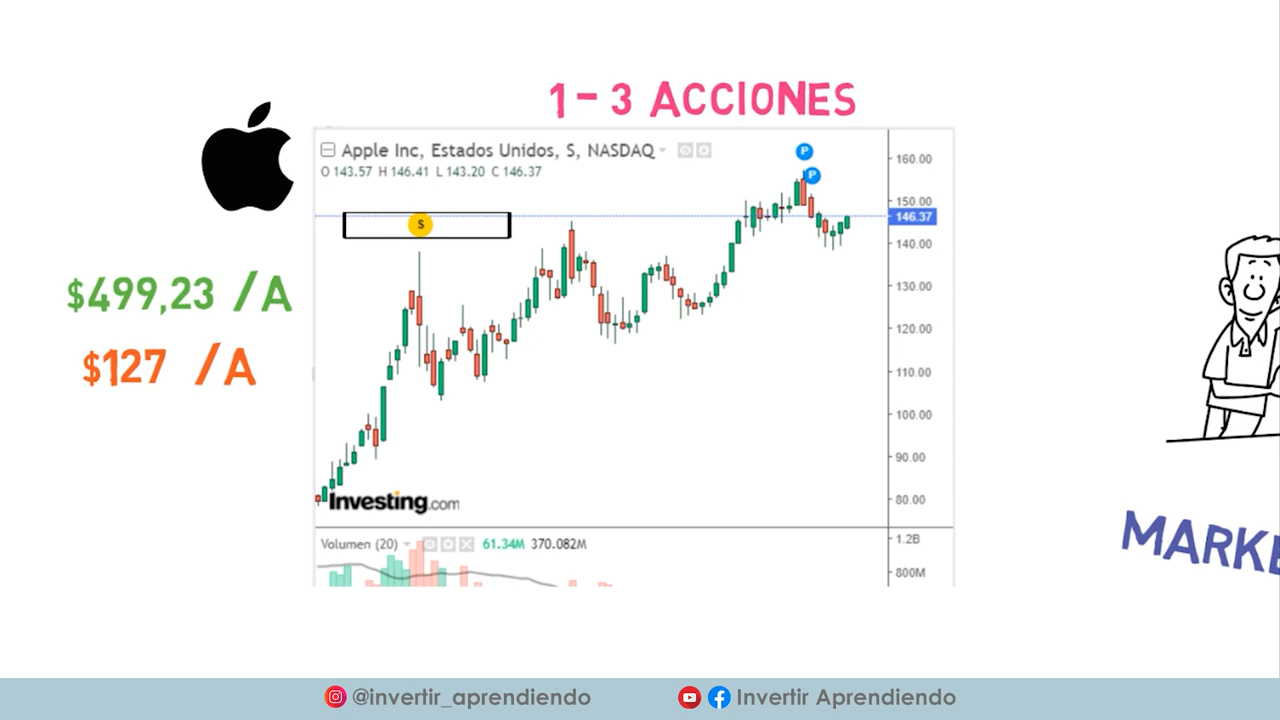 1 - 3 ACCIONES
Apple Inc, Estados Unidos, S, NASDAQ
O 143.57 H 146.41 L 143.20 C 146.37
P
P
$
160.00
150.00
146.37
140.00
130.00
120.00
110.00
100.00
90.00
80.00
$499,23 /A
$127 /A
Investing.com
Volumen (20) 61.34M 370.082M
1.2B
800M
MARKE
@invertir_aprendiendo
Invertir Aprendiendo